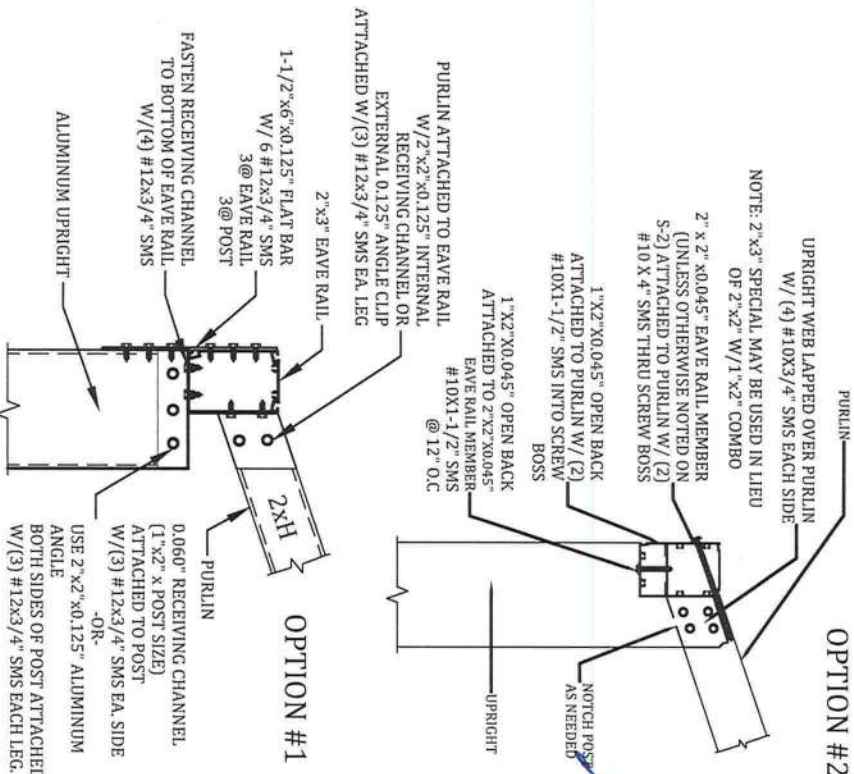 OPTION #2
PURLIN
UPRIGHT WEB LAPPED OVER PURLIN
W/ (4) #10X3/4" SMS EACH SIDE
NOTE: 2"x3" SPECIAL MAY BE USED IN LIEU
OF 2"x2" W/1"x2" COMBO
2" x 2" x0.045" EAVE RAIL MEMBER
(UNLESS OTHERWISE NOTED ON
S-2) ATTACHED TO PURLIN W/ (2)
#10 X 4" SMS THRU SCREW BOSS
1"X2"X0.045" OPEN BACK
ATTACHED TO PURLIN W/ (2)
#10X1-1/2" SMS INTO SCREW
BOSS
1"X2"X0.045" OPEN BACK
ATTACHED TO 2"X2"X0.045"
EAVE RAIL MEMBER
#10X1-1/2" SMS
@ 12" O.C
NOTCH POST
AS NEEDED
UPRIGHT
OPTION #1
PURLIN ATTACHED TO EAVE RAIL
W/2"x2"x0.125" INTERNAL
RECEIVING CHANNEL OR
EXTERNAL 0.125" ANGLE CLIP
ATTACHED W/(3) #12x3/4" SMS EA. LEG
2"x3" EAVE RAIL
1-1/2"x6"x0.125" FLAT BAR
W/ 6 #12x3/4" SMS
3@ EAVE RAIL
3@ POST
FASTEN RECEIVING CHANNEL
TO BOTTOM OF EAVE RAIL
W/(4) #12x3/4" SMS
ALUMINUM UPRIGHT
2xH
PURLIN
0.060" RECEIVING CHANNEL
(1"x2" x POST SIZE)
ATTACHED TO POST
W/(3) #12x3/4" SMS EA. SIDE
-OR-
USE 2"x2"x0.125" ALUMINUM
ANGLE
BOTH SIDES OF POST ATTACHED
W/(3) #12x3/4" SMS EACH LEG.